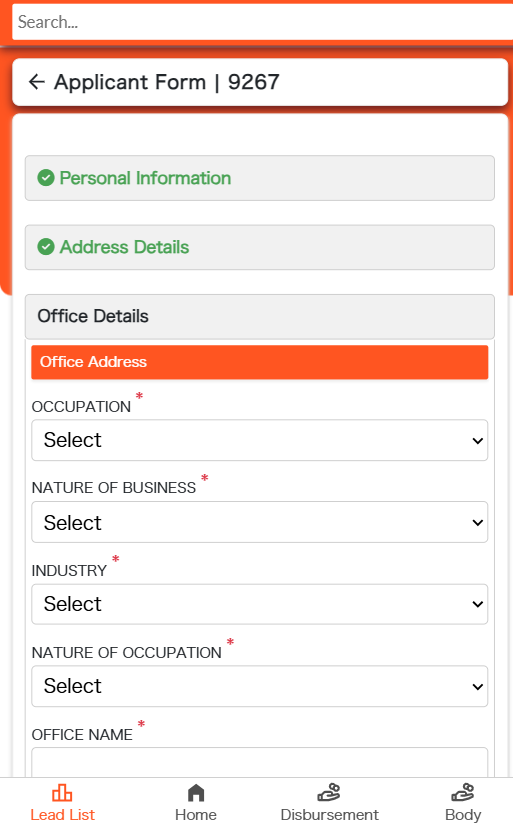 Search...
← Applicant Form | 9267
Personal Information
Address Details
Office Details
Office Address
OCCUPATION *
Select
NATURE OF BUSINESS *
Select
INDUSTRY *
Select
NATURE OF OCCUPATION *
Select
OFFICE NAME *
Lead List Home Disbursement Body